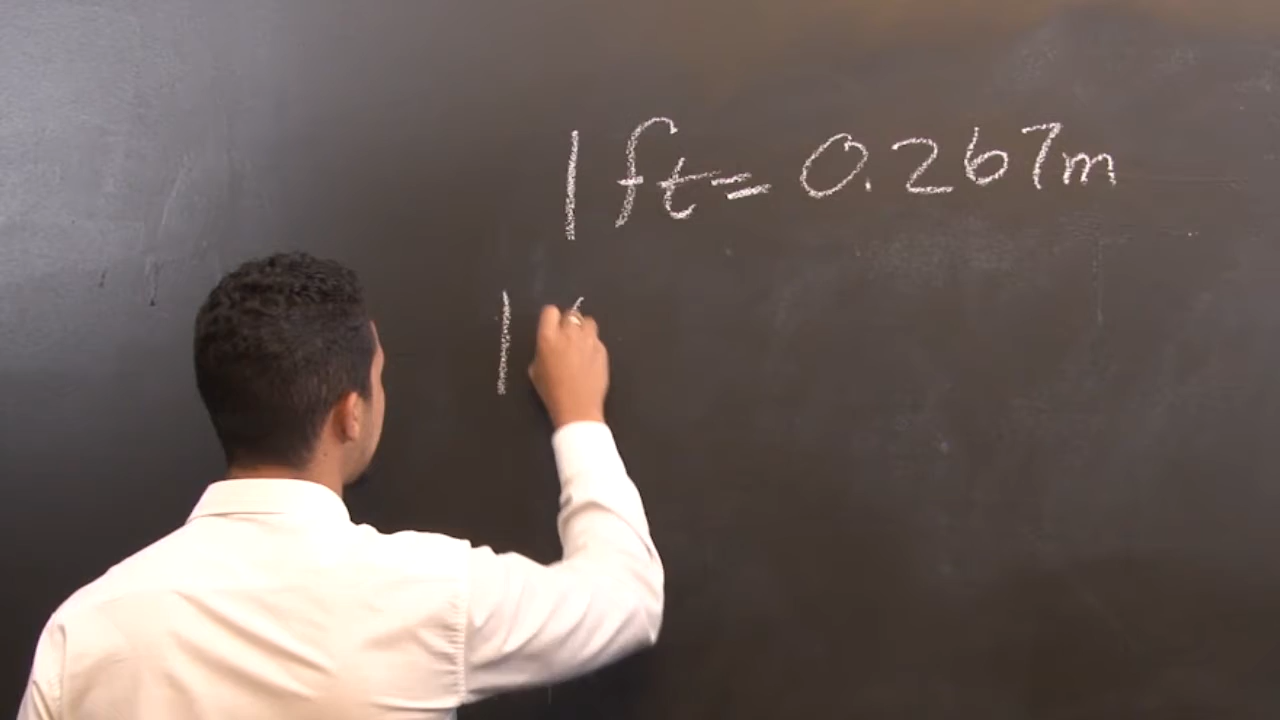 1 ft = 0.267m
1